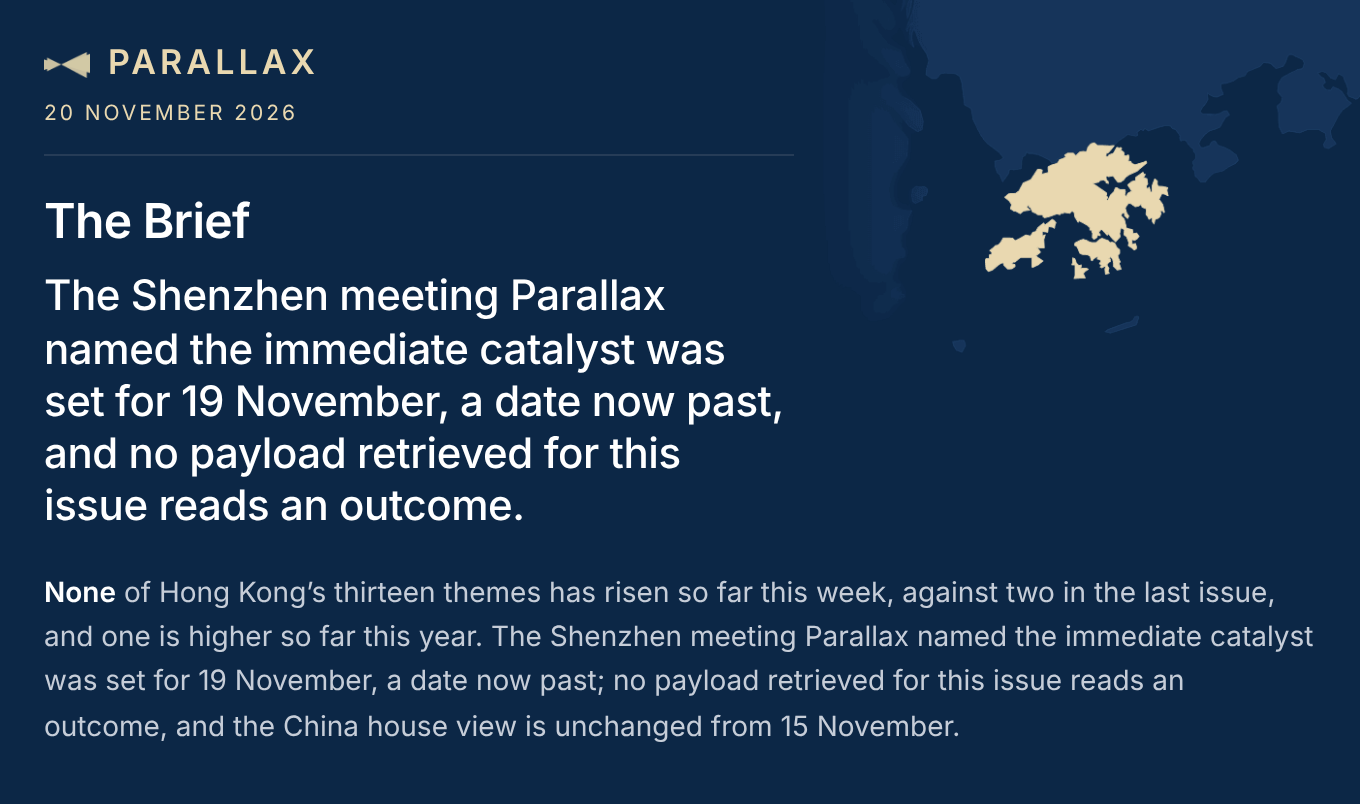 PARALLAX
20 NOVEMBER 2026
The Brief
The Shenzhen meeting Parallax
named the immediate catalyst was
set for 19 November, a date now past,
and no payload retrieved for this
issue reads an outcome.
None of Hong Kong’s thirteen themes has risen so far this week, against two in the last issue,
and one is higher so far this year. The Shenzhen meeting Parallax named the immediate catalyst
was set for 19 November, a date now past; no payload retrieved for this issue reads an
outcome, and the China house view is unchanged from 15 November.